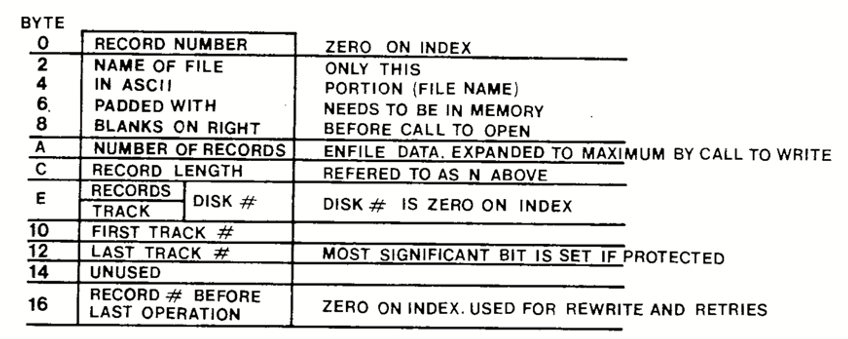 BYTE
0 RECORD NUMBER ZERO ON INDEX
2 NAME OF FILE ONLY THIS
4 IN ASCII PORTION (FILE NAME)
6. PADDED WITH NEEDS TO BE IN MEMORY
8 BLANKS ON RIGHT BEFORE CALL TO OPEN
A NUMBER OF RECORDS ENFILE DATA. EXPANDED TO MAXIMUM BY CALL TO WRITE
C RECORD LENGTH REFERED TO AS N ABOVE
E RECORDS TRACK DISK # DISK # IS ZERO ON INDEX
10 FIRST TRACK #
12 LAST TRACK # MOST SIGNIFICANT BIT IS SET IF PROTECTED
14 UNUSED
16 RECORD # BEFORE
LAST OPERATION ZERO ON INDEX. USED FOR REWRITE AND RETRIES